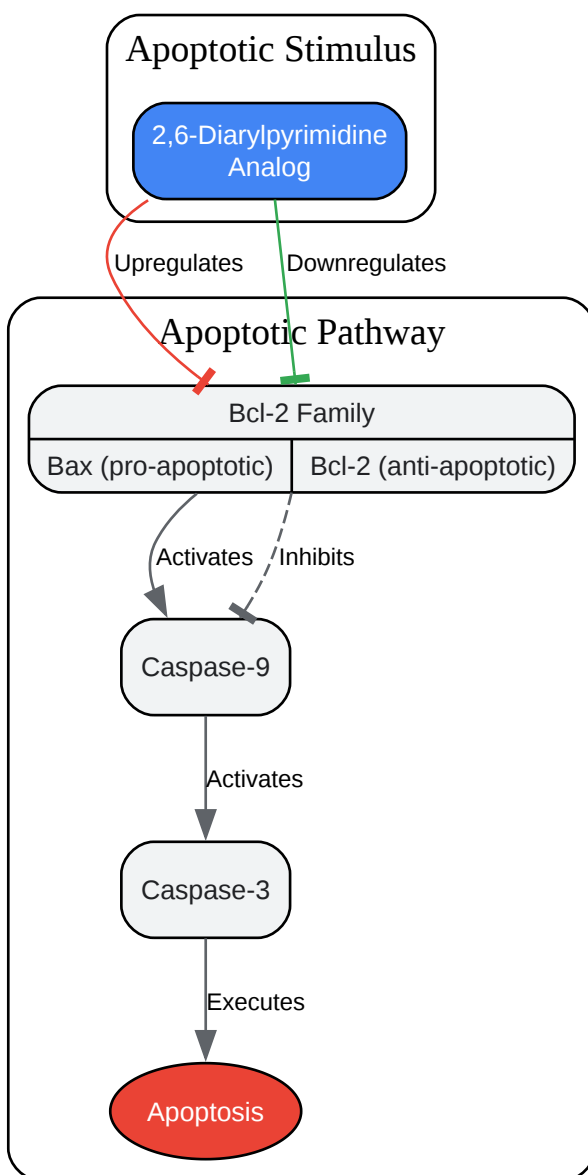 Apoptotic Stimulus
2,6-Diarylpyrimidine
Analog
Upregulates
Downregulates
Apoptotic Pathway
Bcl-2 Family
Bax (pro-apoptotic)
Bcl-2 (anti-apoptotic)
Activates
Inhibits
Caspase-9
Activates
Caspase-3
Executes
Apoptosis